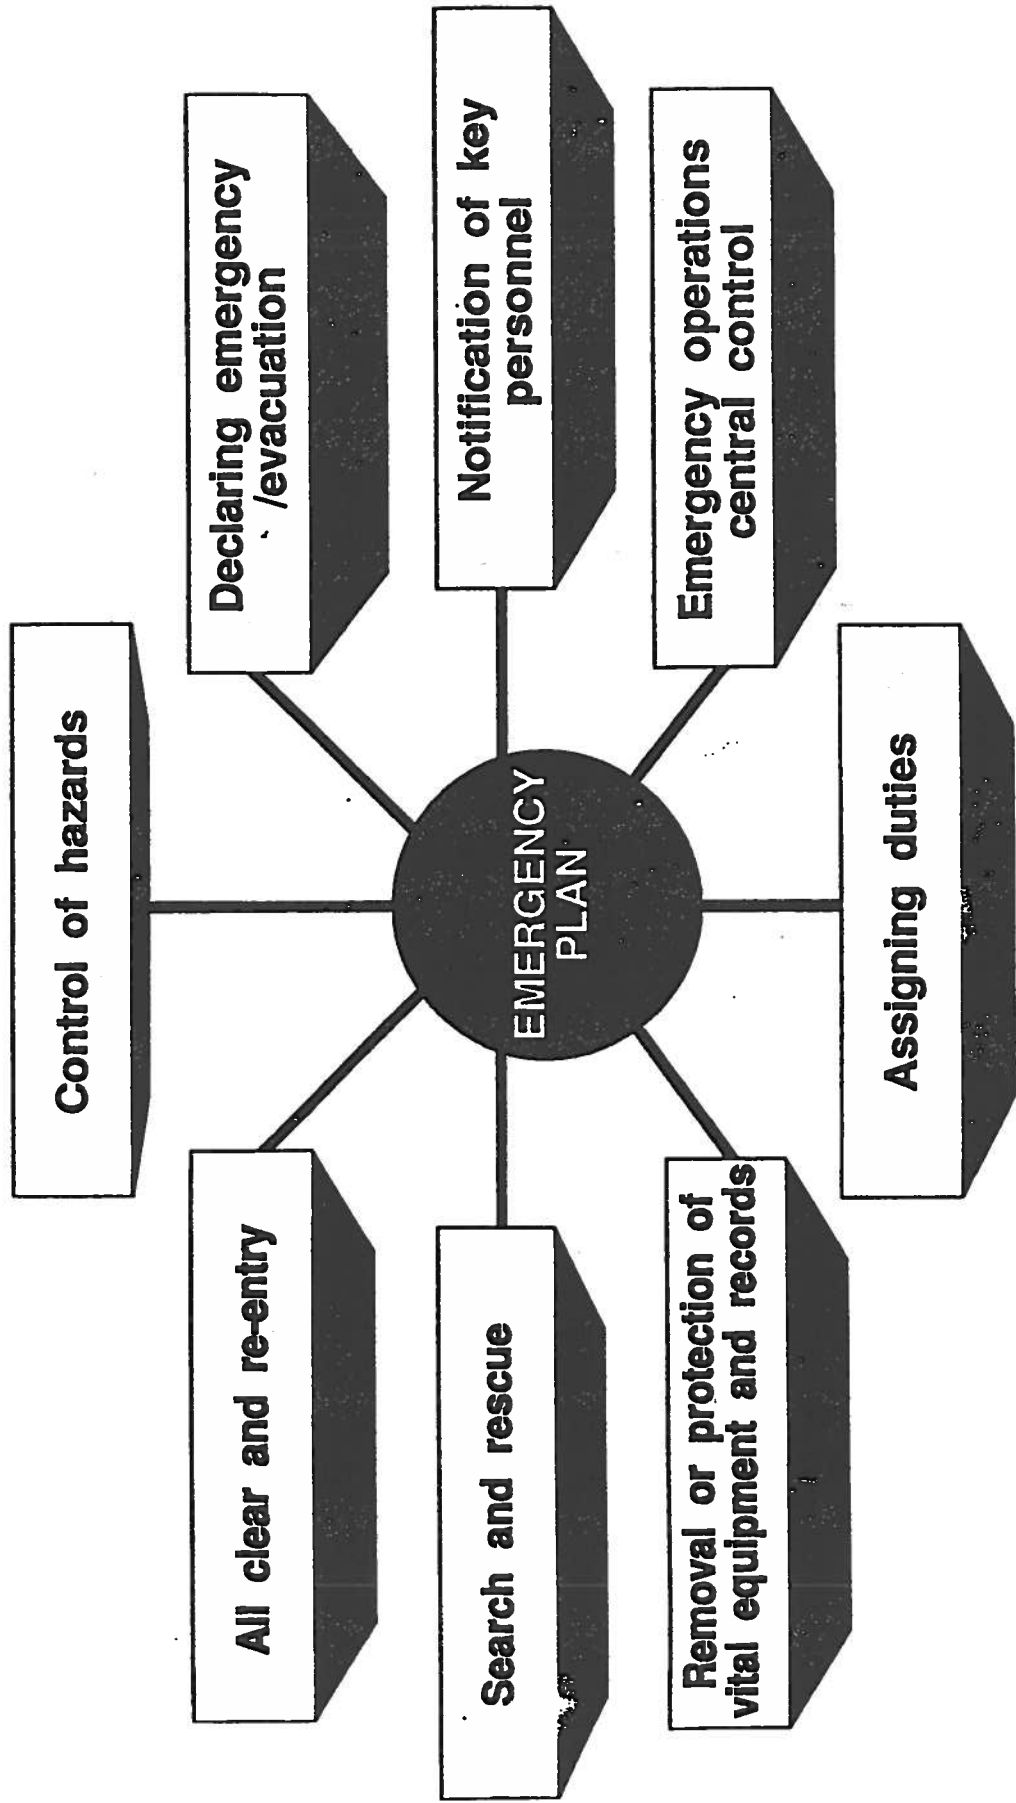 Control of hazards
Declaring emergency
/evacuation
Notification of key
personnel
Emergency operations
central control
Assigning duties
Removal or protection of
vital equipment and records
Search and rescue
All clear and re-entry
EMERGENCY
PLAN